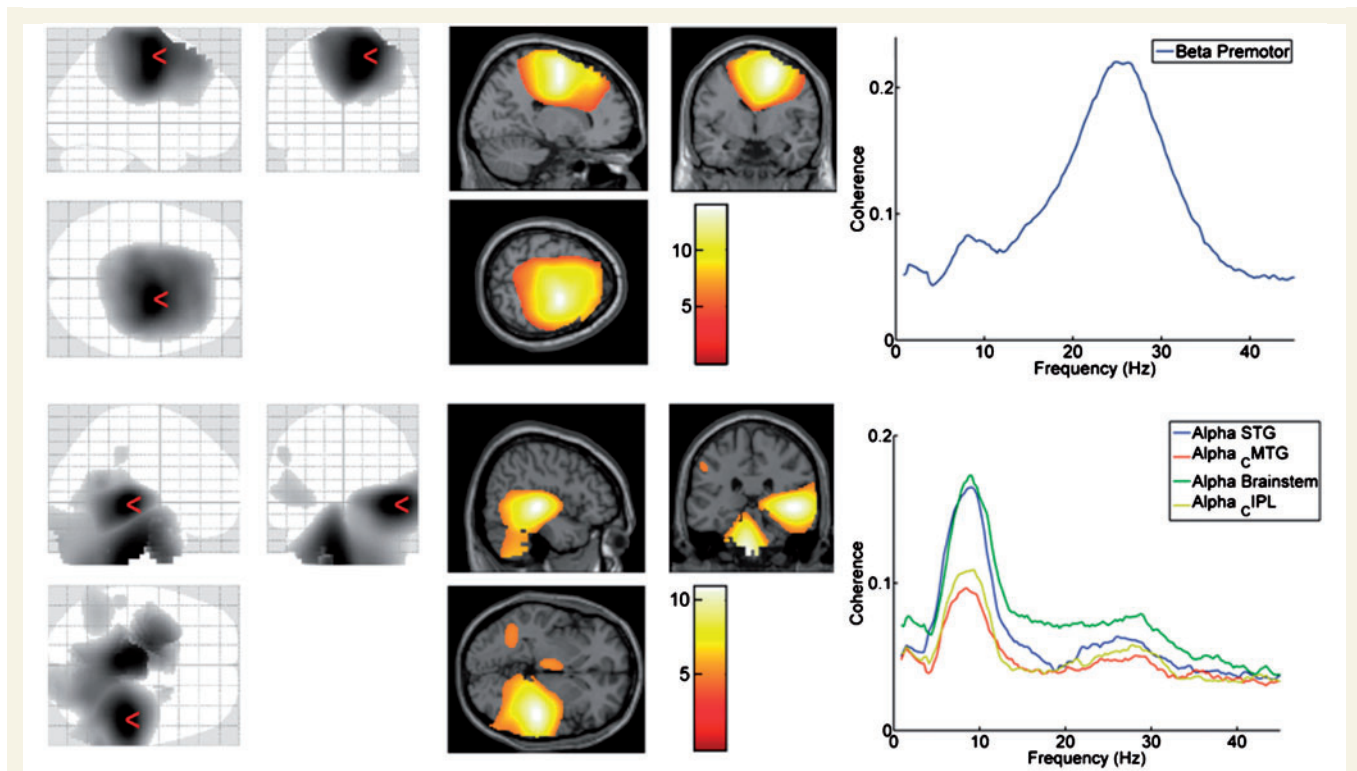 <
<
<
10
5
Beta Premotor
0.2
0.1
0
Coherence
0
10
20
30
40
Frequency (Hz)
<
<
<
10
5
Alpha STG
Alpha CMTG
Alpha Brainstem
Alpha CIPL
0.2
0.1
0
Coherence
0
10
20
30
40
Frequency (Hz)